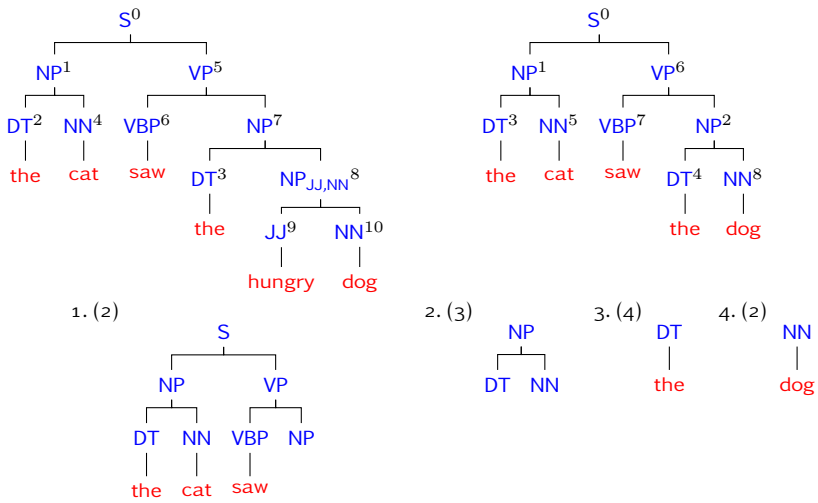 S⁰ S⁰
NP¹ VP⁵ NP¹ VP⁶
DT² NN⁴ VBP⁶ NP⁷ DT³ NN⁵ VBP⁷ NP²
the cat saw DT³ NP_JJ,NN⁸ the cat saw DT⁴ NN⁸
the JJ⁹ NN¹⁰ the dog
hungry dog
1. (2) 2. (3) 3. (4) 4. (2)
S NP DT NN
NP VP DT NN the dog
DT NN VBP NP
the cat saw